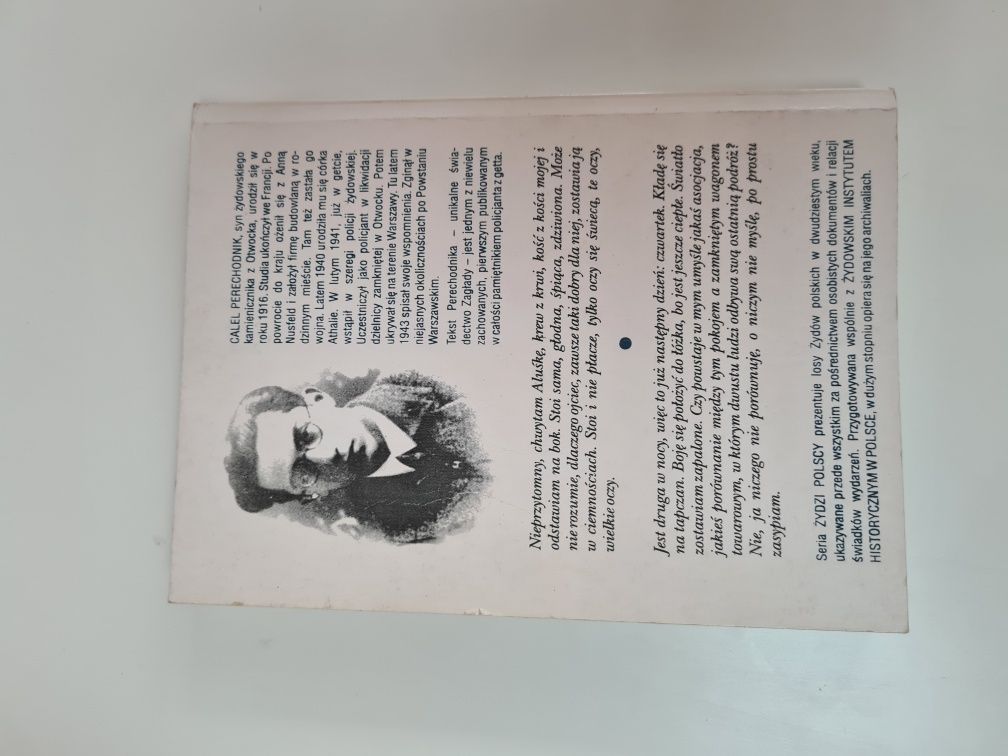 CALEL PERECHODNIK, syn żydowskiego
kamienicznika z Otwocka, urodził się w
roku 1916. Studia ukończył we Francji. Po
powrocie do kraju ożenił się z Anną
Nusfeld i założył firmę budowlaną w ro-
dzinnym mieście. Tam też zastała go
wojna. Latem 1940 urodziła mu się córka
Athalie. W lutym 1941, już w getcie,
wstąpił w szeregi policji żydowskiej.
Uczestniczył jako policjant w likwidacji
dzielnicy zamkniętej w Otwocku. Potem
ukrywał się na terenie Warszawy. Tu latem
1943 spisał swoje wspomnienia. Zginął w
niejasnych okolicznościach po Powstaniu
Warszawskim.
Tekst Perechodnika – unikalne świa-
dectwo Zagłady – jest jednym z niewielu
zachowanych, pierwszym publikowanym
w całości pamiętnikiem policjanta z getta.
Nieprzytomny, chwytam Aluśkę, krew z krwi, kość z kości mojej i
odstawiam na bok. Stoi sama, głodna, śpiąca, zdziwiona. Może
nie rozumie, dlaczego ojciec, zawsze taki dobry dla niej, zostawia ją
w ciemnościach. Stoi i nie płacze, tylko oczy się świecą, te oczy,
wielkie oczy.
Jest druga w nocy, więc to już następny dzień: czwartek. Kładę się
na tapczan. Boję się położyć do łóżka, bo jest jeszcze ciepłe. Światło
zostawiam zapalone. Czy powstaje w mym umyśle jakaś asocjacja,
jakieś porównanie między tym pokojem a zamkniętym wagonem
towarowym, w którym dwustu ludzi odbywa swą ostatnią podróż?
Nie, ja niczego nie porównuję, o niczym nie myślę, po prostu
zasypiam.
Seria ŻYDZI POLSCY prezentuje losy Żydów polskich w dwudziestym wieku,
ukazywane przede wszystkim za pośrednictwem osobistych dokumentów i relacji
świadków wydarzeń. Przygotowywana wspólnie z ŻYDOWSKIM INSTYTUTEM
HISTORYCZNYM W POLSCE, w dużym stopniu opiera się na jego archiwaliach.